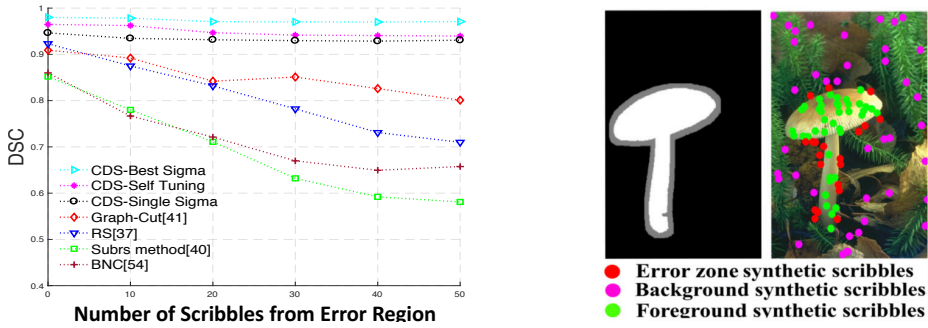 1
0.9
0.8
0.7
0.6
0.5
0.4
DSC
CDS-Best Sigma
CDS-Self Tuning
CDS-Single Sigma
Graph-Cut[41]
RS[37]
Subrs method[40]
BNC[54]
0 10 20 30 40 50
Number of Scribbles from Error Region
Error zone synthetic scribbles
Background synthetic scribbles
Foreground synthetic scribbles